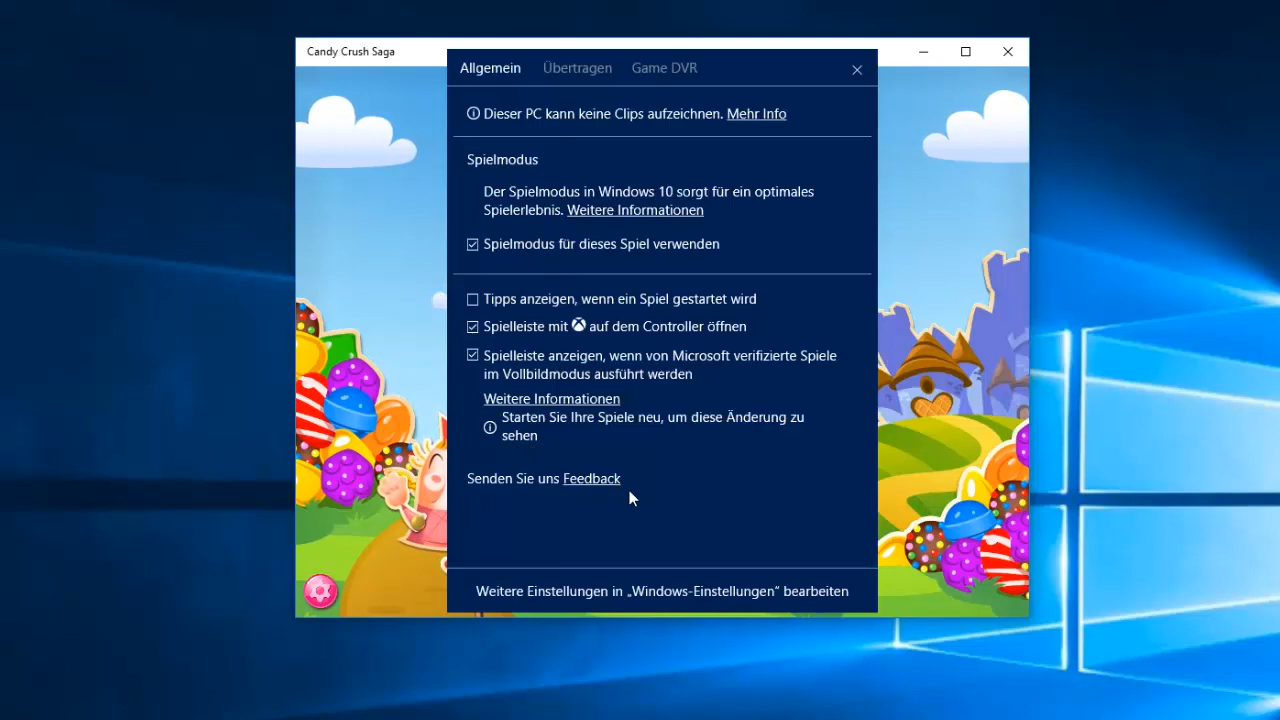 Candy Crush Saga
Allgemein Übertragen Game DVR
Dieser PC kann keine Clips aufzeichnen. Mehr Info
Spielmodus
Der Spielmodus in Windows 10 sorgt für ein optimales
Spielerlebnis. Weitere Informationen
Spielmodus für dieses Spiel verwenden
Tipps anzeigen, wenn ein Spiel gestartet wird
Spielleiste mit auf dem Controller öffnen
Spielleiste anzeigen, wenn von Microsoft verifizierte Spiele
im Vollbildmodus ausführt werden
Weitere Informationen
Starten Sie Ihre Spiele neu, um diese Änderung zu
sehen
Senden Sie uns Feedback
Weitere Einstellungen in „Windows-Einstellungen“ bearbeiten